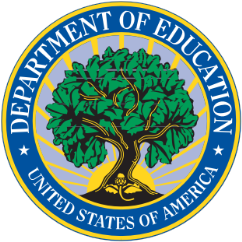 DEPARTMENT OF EDUCATION
UNITED STATES OF AMERICA